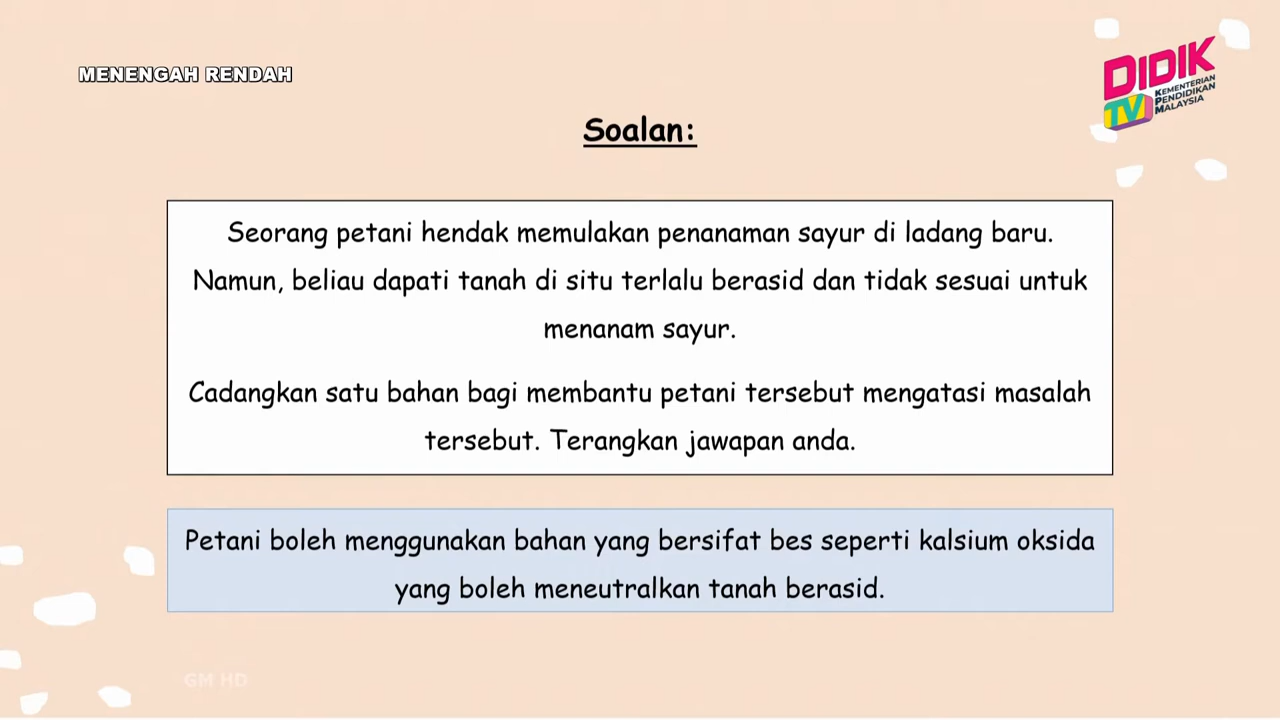 MENENGAH RENDAH
DIDIK
TV
KEMENTERIAN
PENDIDIKAN
MALAYSIA
Soalan:
Seorang petani hendak memulakan penanaman sayur di ladang baru.
Namun, beliau dapati tanah di situ terlalu berasid dan tidak sesuai untuk
menanam sayur.
Cadangkan satu bahan bagi membantu petani tersebut mengatasi masalah
tersebut. Terangkan jawapan anda.
Petani boleh menggunakan bahan yang bersifat bes seperti kalsium oksida
yang boleh meneutralkan tanah berasid.
GM HD